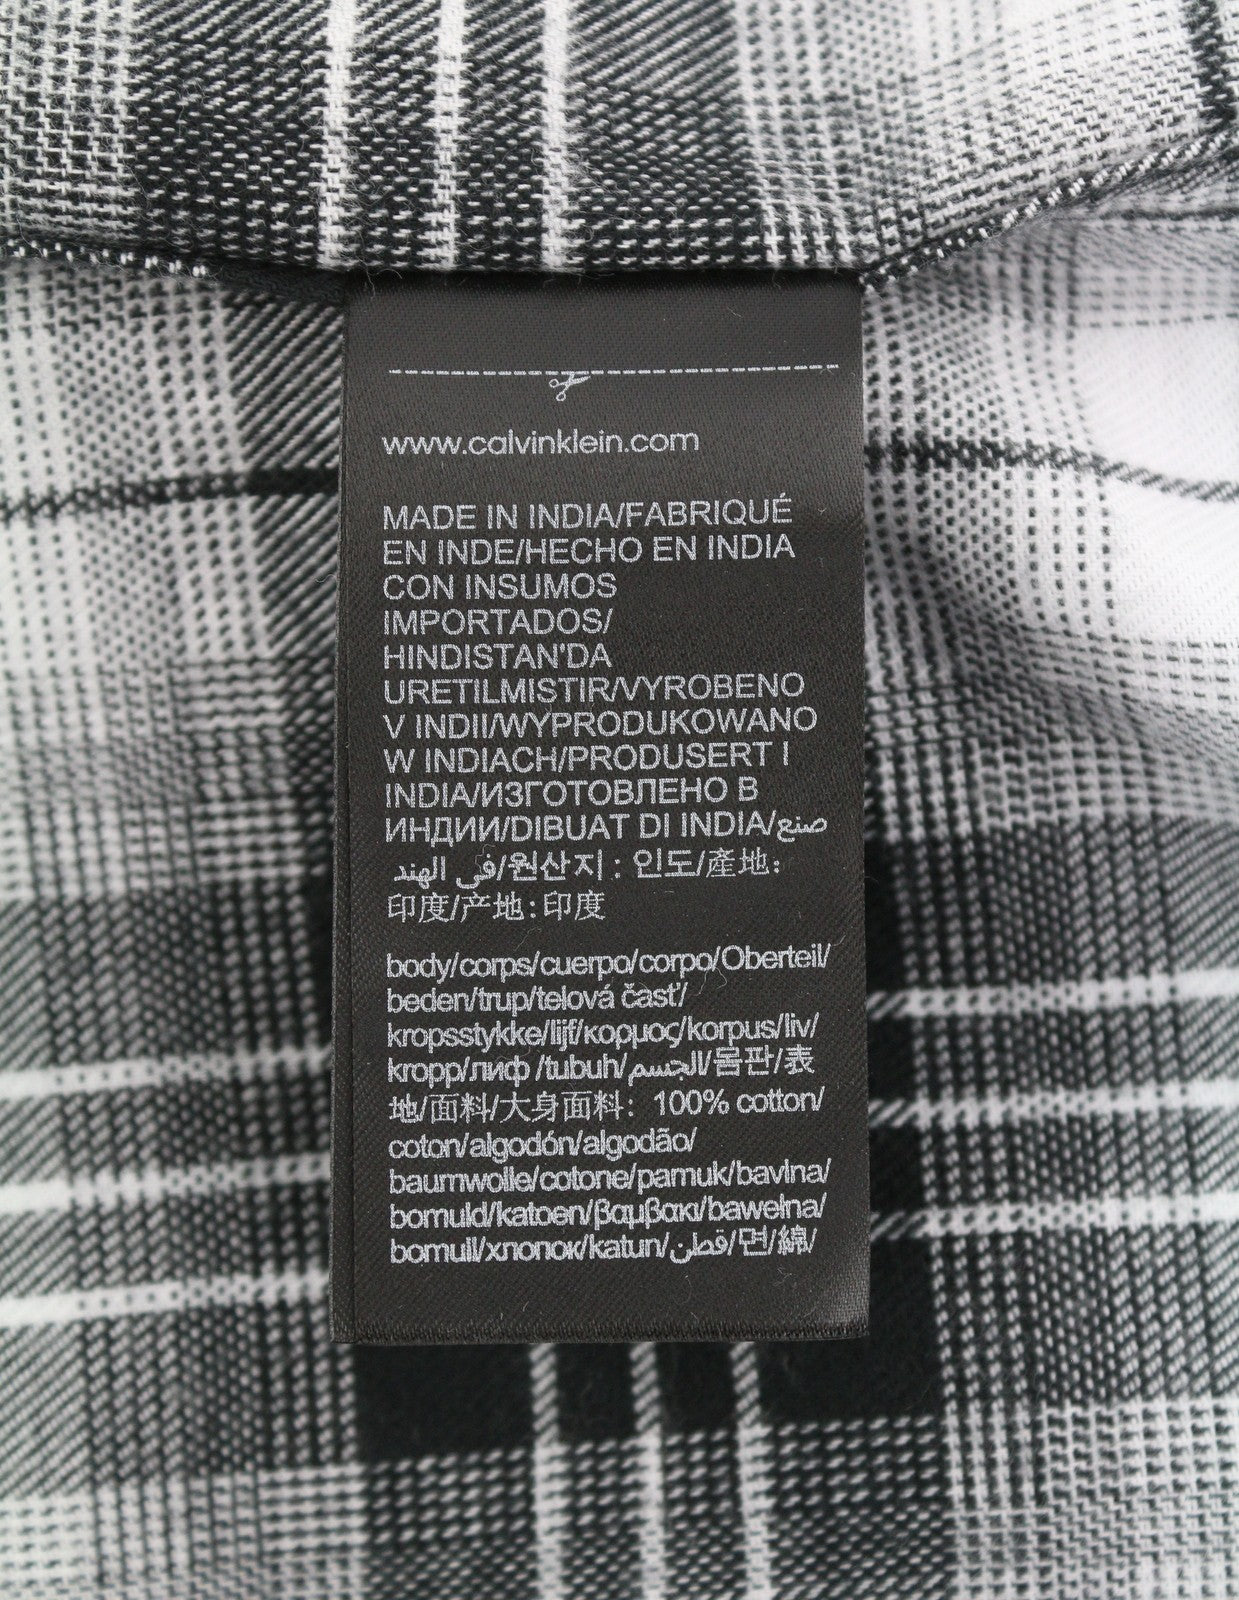 www.calvinklein.com
MADE IN INDIA/FABRIQUÉ
EN INDE/HECHO EN INDIA
CON INSUMOS
IMPORTADOS/
HINDISTAN'DA
URETILMISTIR/VYROBENO
V INDII/WYPRODUKOWANO
W INDIACH/PRODUSERT I
INDIA/ИЗГОТОВЛЕНО В
ИНДИИ/DIBUAT DI INDIA/صنع
في الهند/원산지 : 인도/產地:
印度/产地:印度
body/corps/cuerpo/corpo/Oberteil/
beden/trup/telová časť/
kropsstykke/lijf/κορμος/korpus/liv/
kropp/лиф /tubuh/الجسم/몸판/表
地/面料/大身面料: 100% cotton/
coton/algodón/algodão/
baumwolle/cotone/pamuk/bavlna/
bomuld/katoen/βαμβακι/bawełna/
bomull/хлопок/katun/قطن/면/綿/